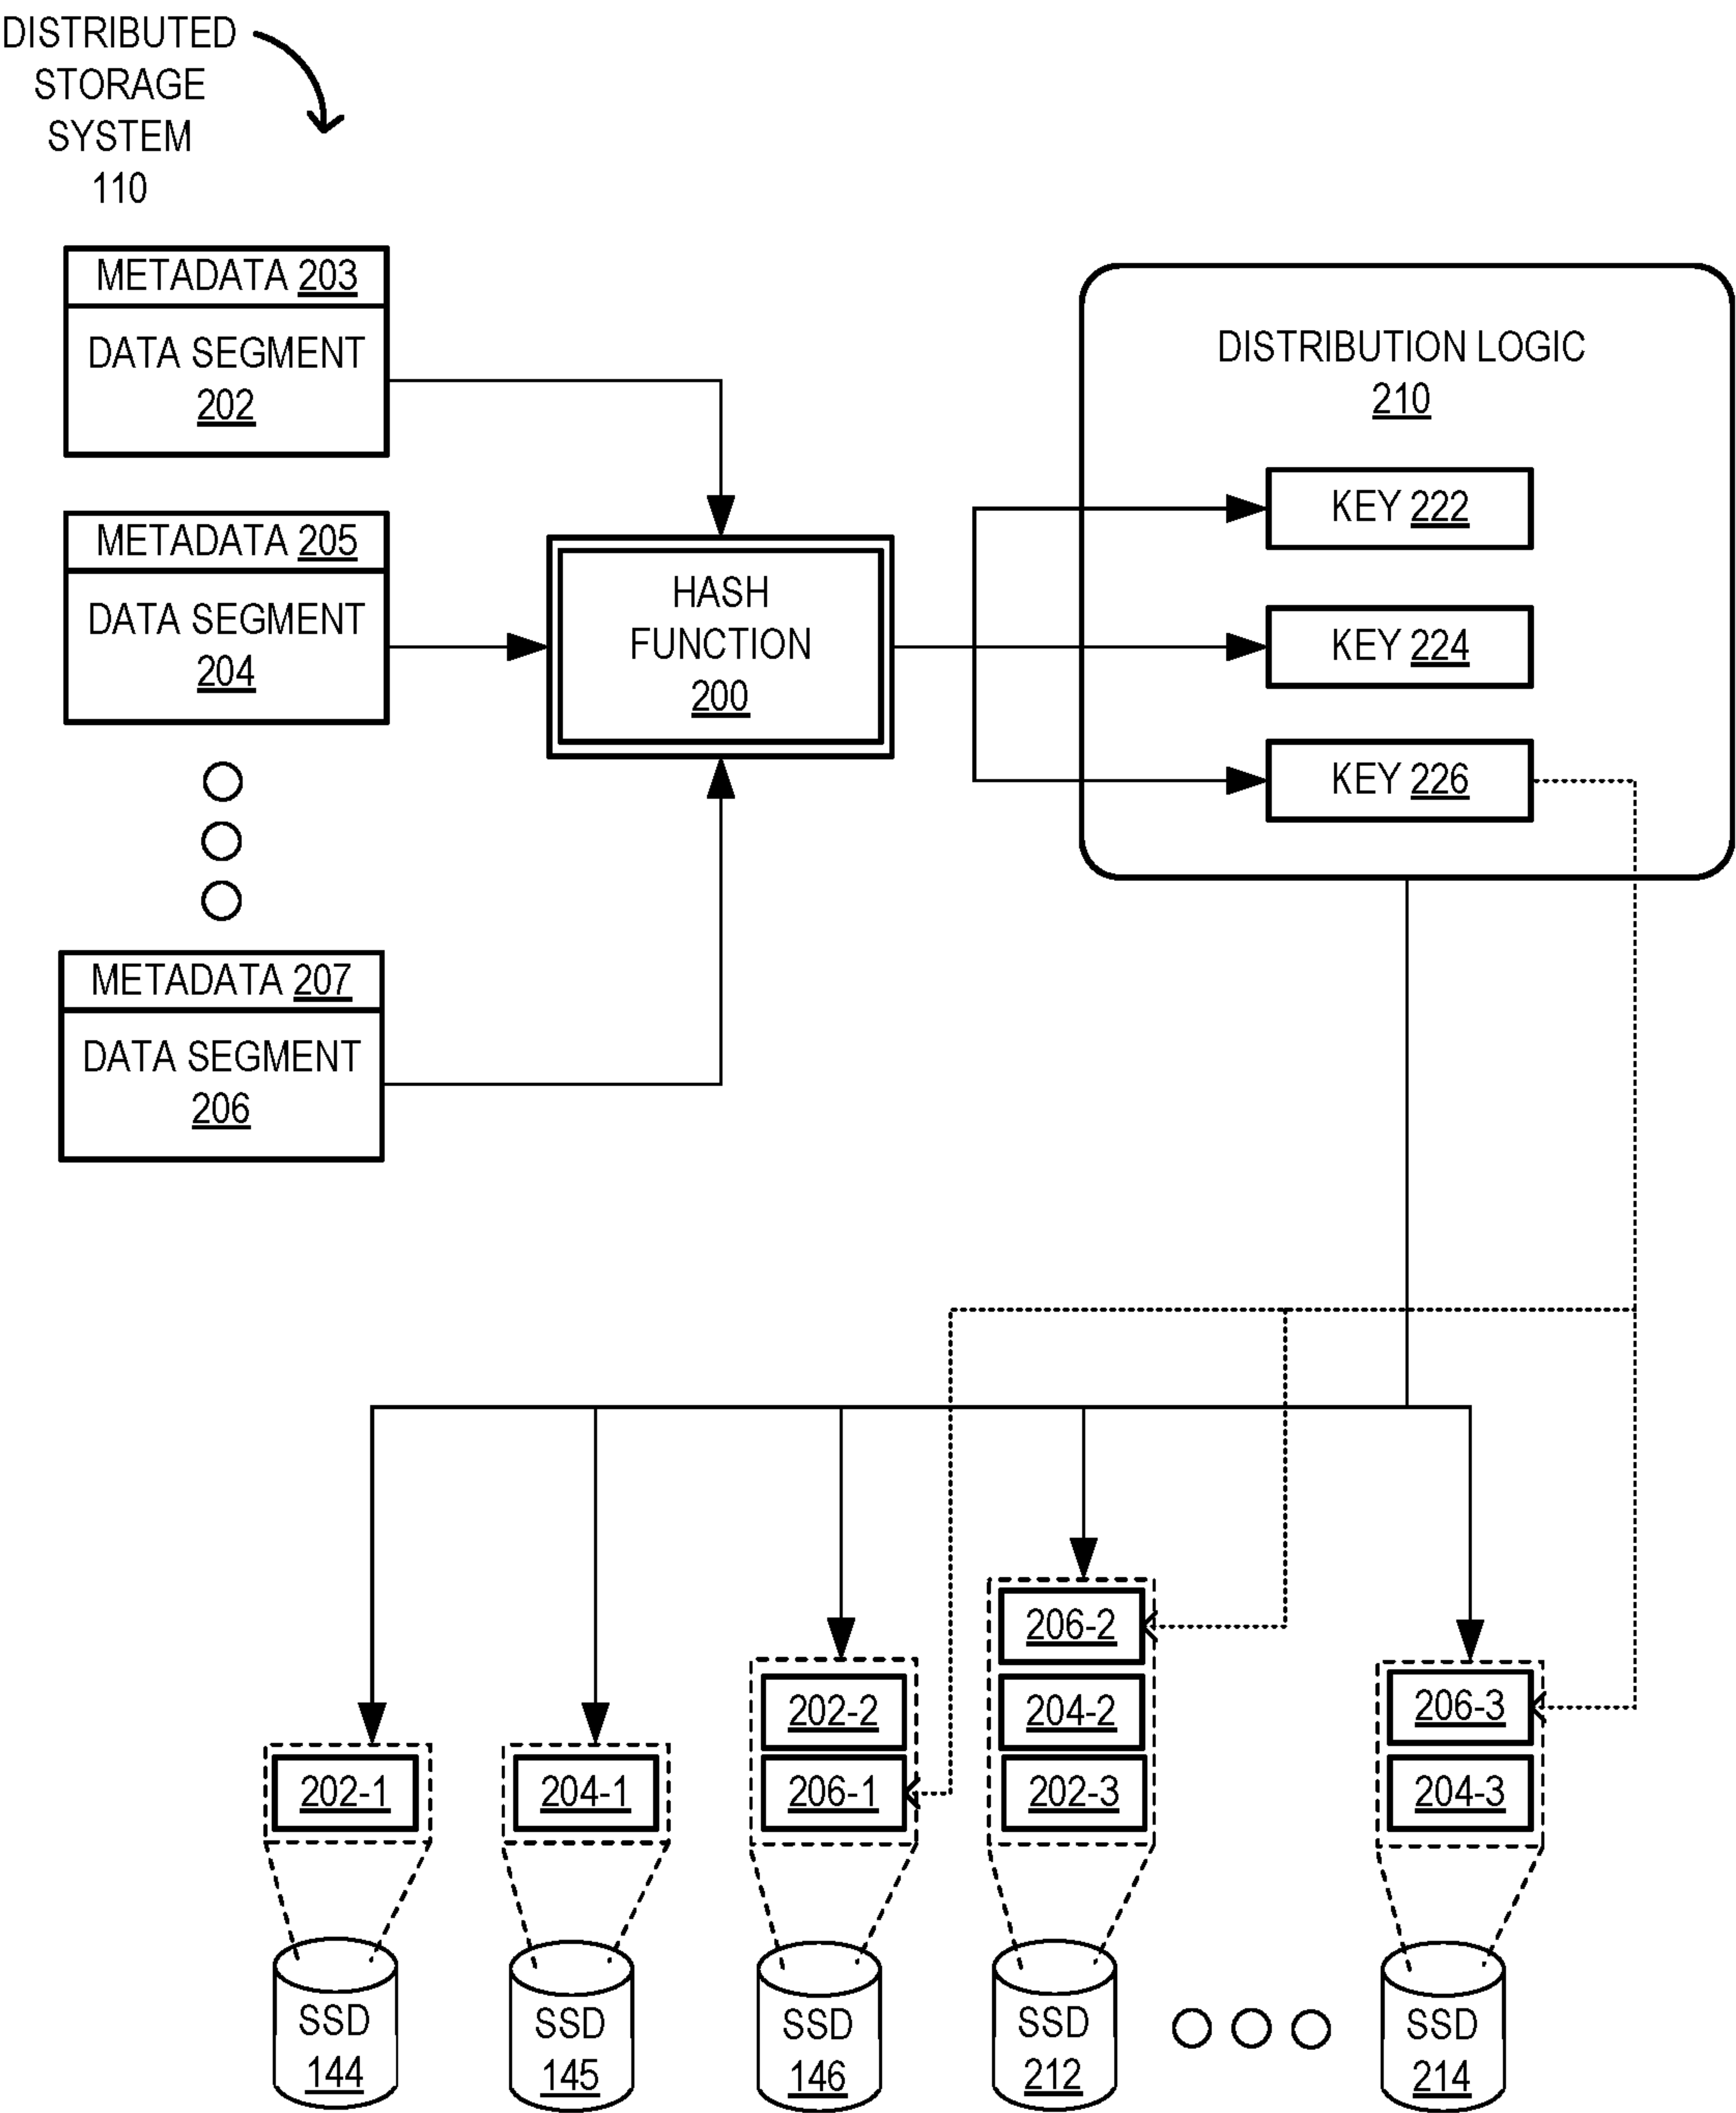 DISTRIBUTED
STORAGE
SYSTEM
110
METADATA 203
DATA SEGMENT
202
METADATA 205
DATA SEGMENT
204
METADATA 207
DATA SEGMENT
206
HASH
FUNCTION
200
DISTRIBUTION LOGIC
210
KEY 222
KEY 224
KEY 226
202-1
204-1
202-2
206-1
206-2
204-2
202-3
206-3
204-3
SSD
144
SSD
145
SSD
146
SSD
212
SSD
214